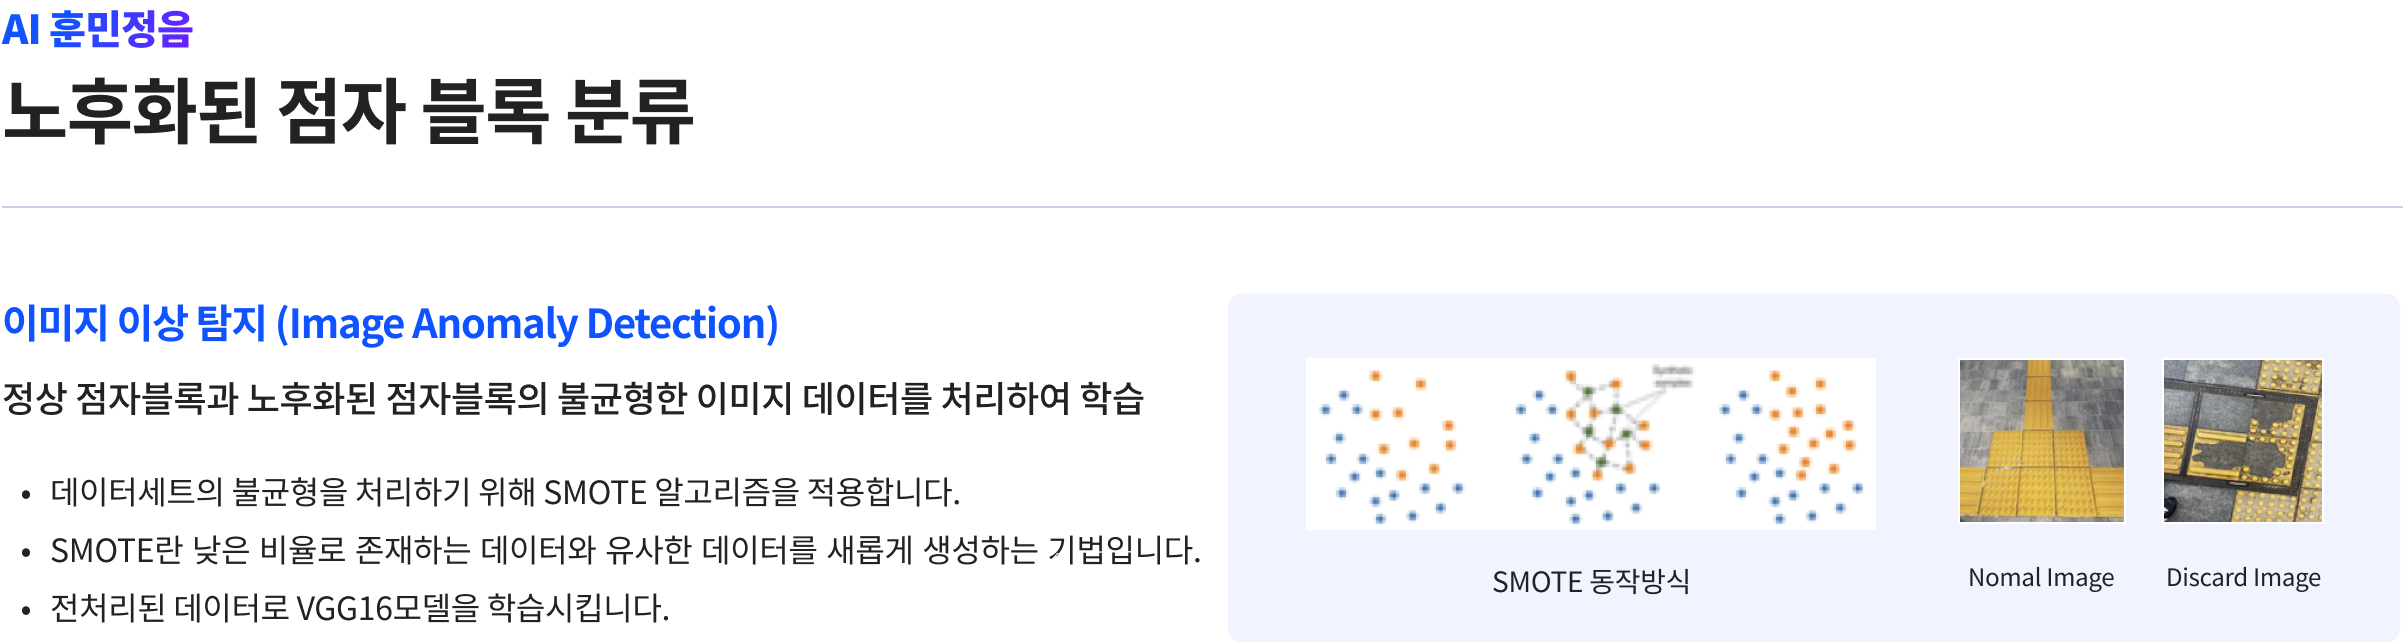 AI 훈민정음
노후화된 점자 블록 분류
이미지 이상 탐지 (Image Anomaly Detection)
정상 점자블록과 노후화된 점자블록의 불균형한 이미지 데이터를 처리하여 학습
• 데이터세트의 불균형을 처리하기 위해 SMOTE 알고리즘을 적용합니다.
• SMOTE란 낮은 비율로 존재하는 데이터와 유사한 데이터를 새롭게 생성하는 기법입니다.
• 전처리된 데이터로 VGG16모델을 학습시킵니다.
Synthetic
samples
SMOTE 동작방식
Nomal Image
Discard Image